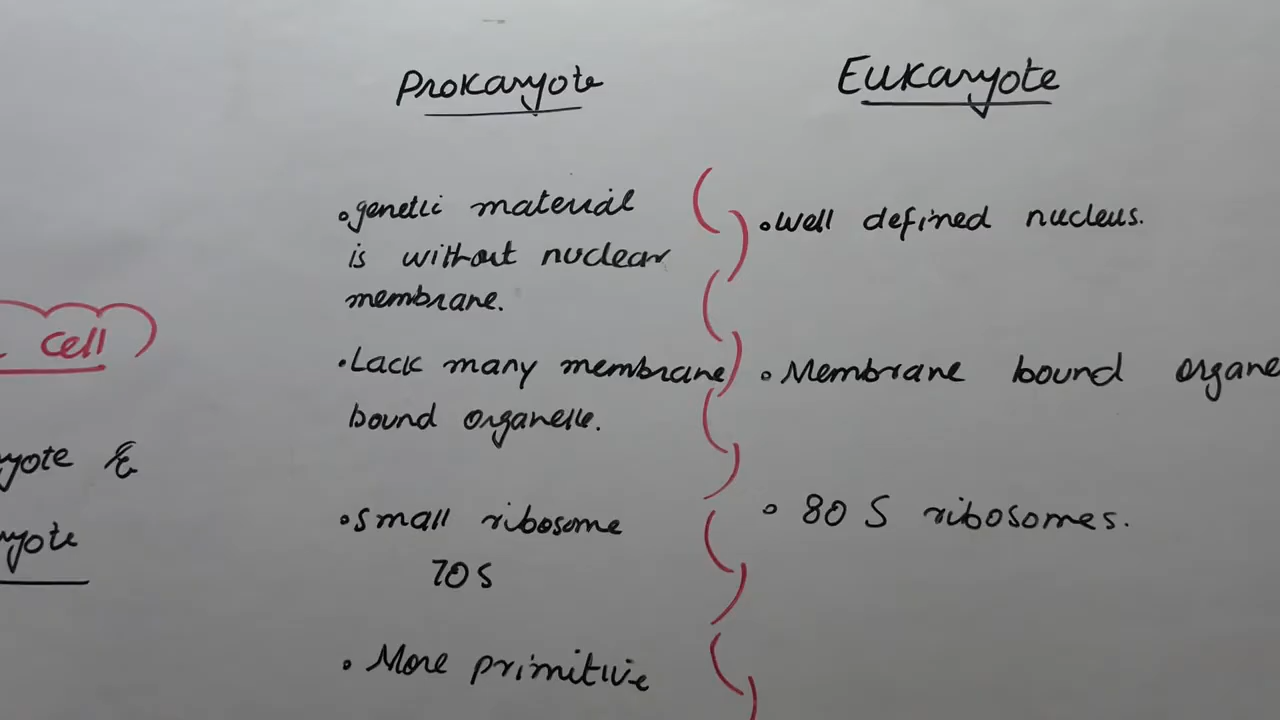 Prokaryote
Eukaryote
• genetic material
is without nuclear
membrane.
• Lack many membrane
bound organelle.
• small ribosome
70 S
• More primitive
• well defined nucleus.
• Membrane bound organe
• 80 S ribosomes.
cell
yote &
yote